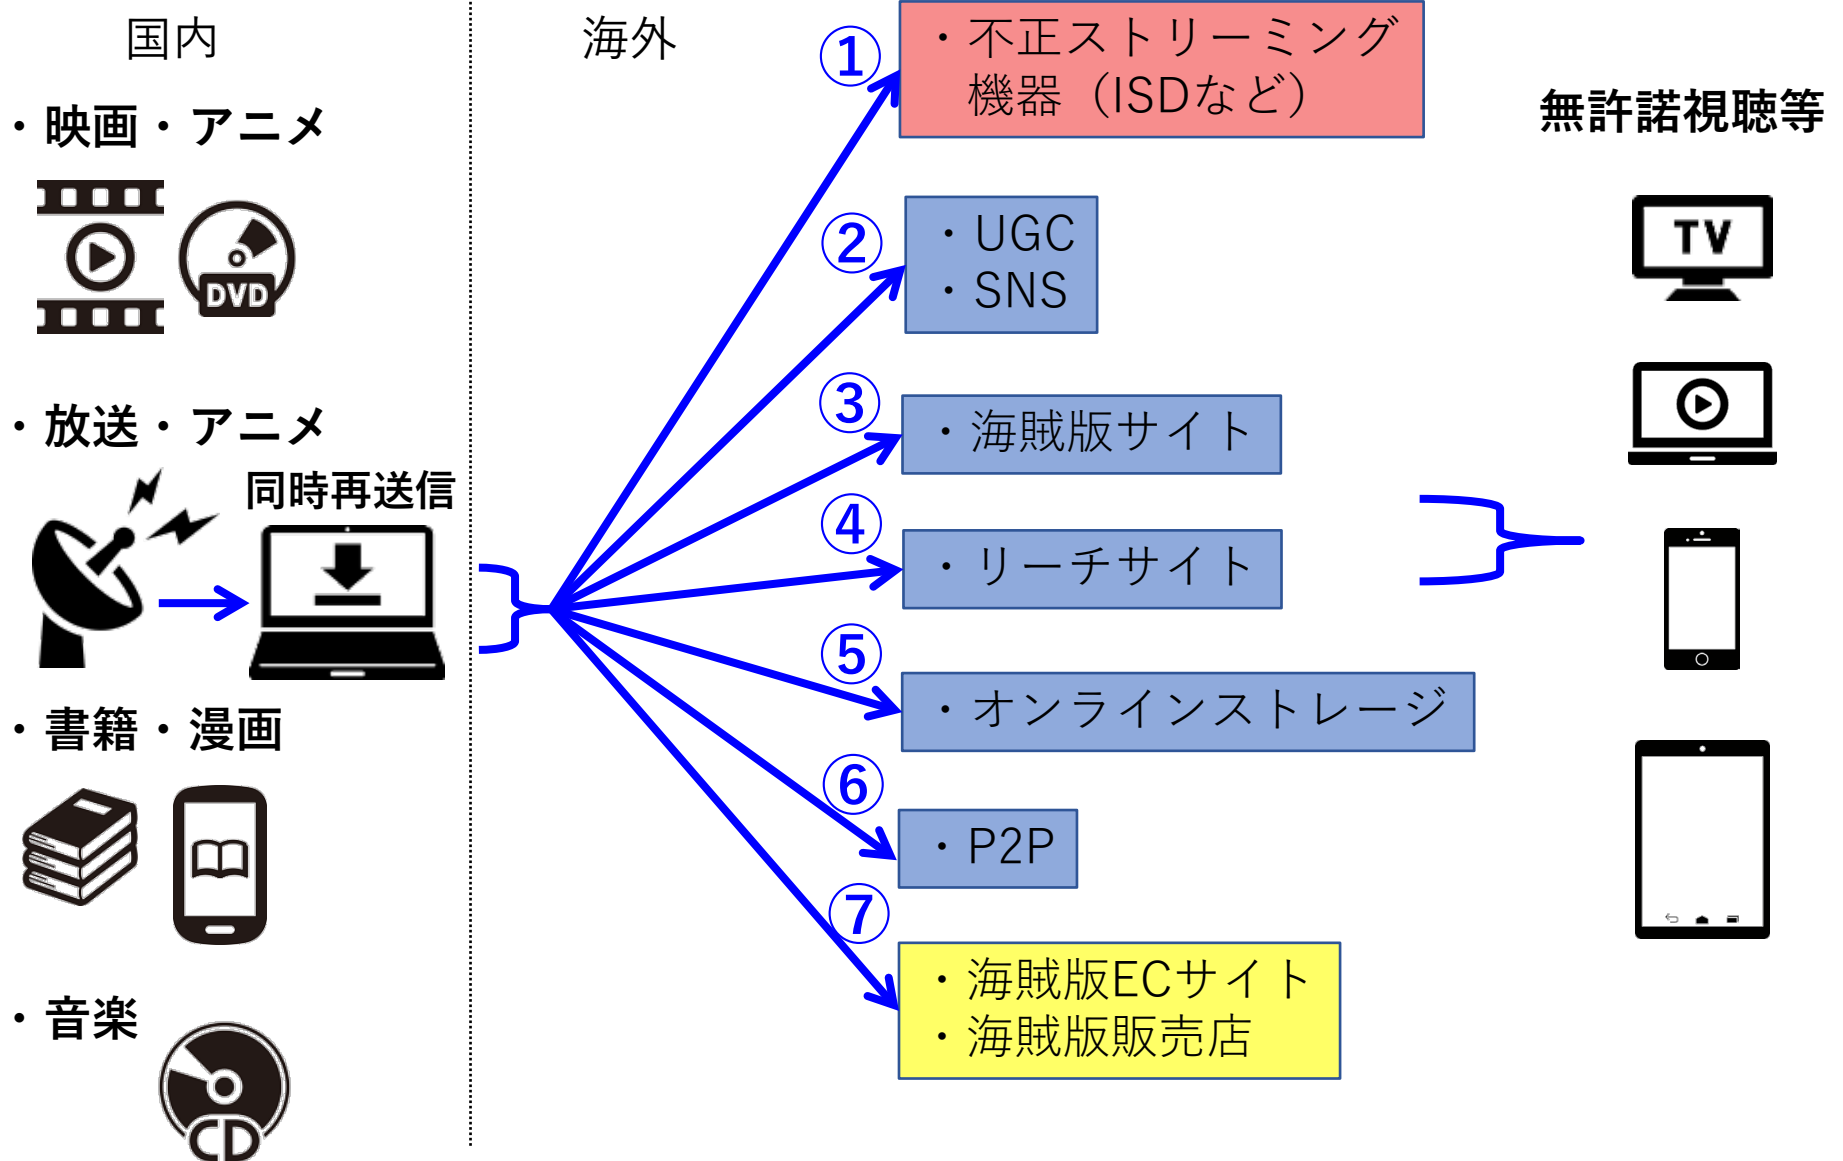 国内
・映画・アニメ
DVD
・放送・アニメ
同時再送信
・書籍・漫画
・音楽
CD
海外
①
・不正ストリーミング
機器（ISDなど）
②
・UGC
・SNS
③
・海賊版サイト
④
・リーチサイト
⑤
・オンラインストレージ
⑥
・P2P
⑦
・海賊版ECサイト
・海賊版販売店
無許諾視聴等
TV